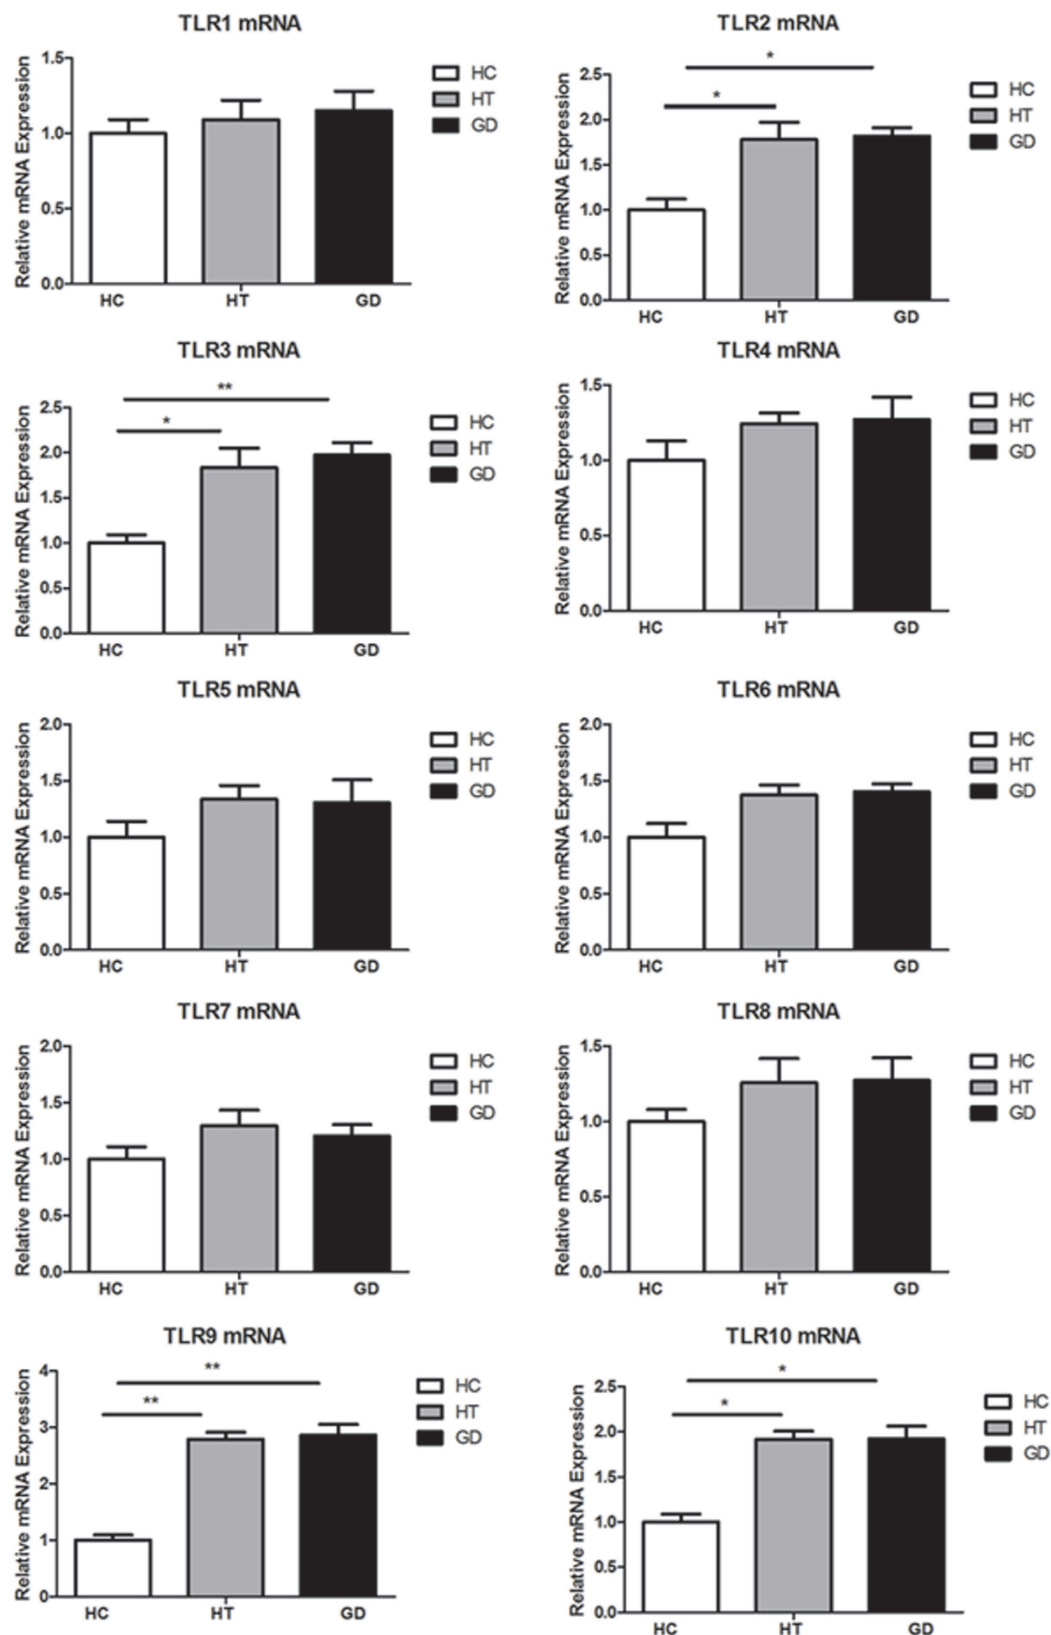 TLR1 mRNA
Relative mRNA Expression
1.5
1.0
0.5
0.0
HC
HT
GD
HC
HT
GD
TLR2 mRNA
Relative mRNA Expression
2.5
2.0
1.5
1.0
0.5
0.0
*
*
HC
HT
GD
HC
HT
GD
TLR3 mRNA
Relative mRNA Expression
2.5
2.0
1.5
1.0
0.5
0.0
**
*
HC
HT
GD
HC
HT
GD
TLR4 mRNA
Relative mRNA Expression
1.5
1.0
0.5
0.0
HC
HT
GD
HC
HT
GD
TLR5 mRNA
Relative mRNA Expression
2.0
1.5
1.0
0.5
0.0
HC
HT
GD
HC
HT
GD
TLR6 mRNA
Relative mRNA Expression
2.0
1.5
1.0
0.5
0.0
HC
HT
GD
HC
HT
GD
TLR7 mRNA
Relative mRNA Expression
2.0
1.5
1.0
0.5
0.0
HC
HT
GD
HC
HT
GD
TLR8 mRNA
Relative mRNA Expression
1.5
1.0
0.5
0.0
HC
HT
GD
HC
HT
GD
TLR9 mRNA
Relative mRNA Expression
4
3
2
1
0
**
**
HC
HT
GD
HC
HT
GD
TLR10 mRNA
Relative mRNA Expression
2.5
2.0
1.5
1.0
0.5
0.0
*
*
HC
HT
GD
HC
HT
GD